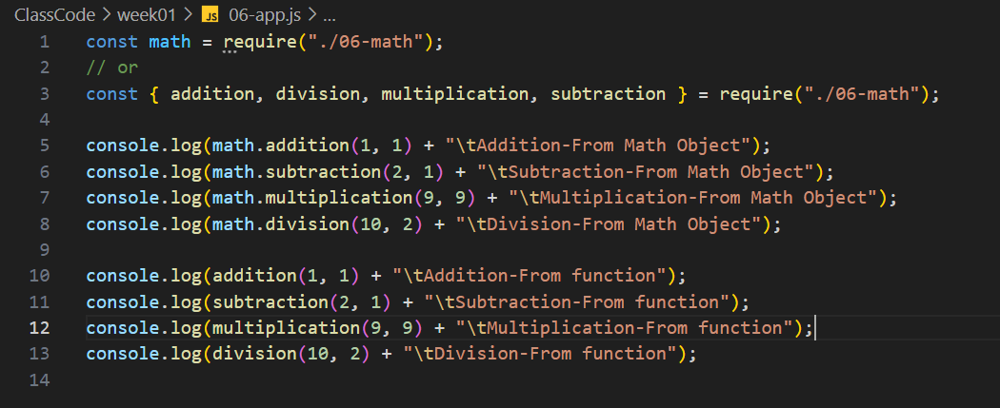 ClassCode > week01 > JS 06-app.js > ...
1 const math = require("./06-math");
2 // or
3 const { addition, division, multiplication, subtraction } = require("./06-math");
4
5 console.log(math.addition(1, 1) + "\tAddition-From Math Object");
6 console.log(math.subtraction(2, 1) + "\tSubtraction-From Math Object");
7 console.log(math.multiplication(9, 9) + "\tMultiplication-From Math Object");
8 console.log(math.division(10, 2) + "\tDivision-From Math Object");
9
10 console.log(addition(1, 1) + "\tAddition-From function");
11 console.log(subtraction(2, 1) + "\tSubtraction-From function");
12 console.log(multiplication(9, 9) + "\tMultiplication-From function");
13 console.log(division(10, 2) + "\tDivision-From function");
14